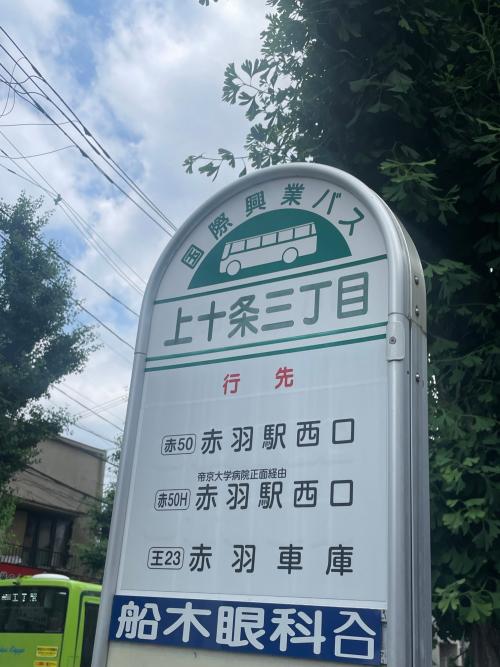 国際興業バス
上十条三丁目
行先
赤50 赤羽駅西口
帝京大学病院正面経由
赤50H 赤羽駅西口
王23 赤羽車庫
船木眼科